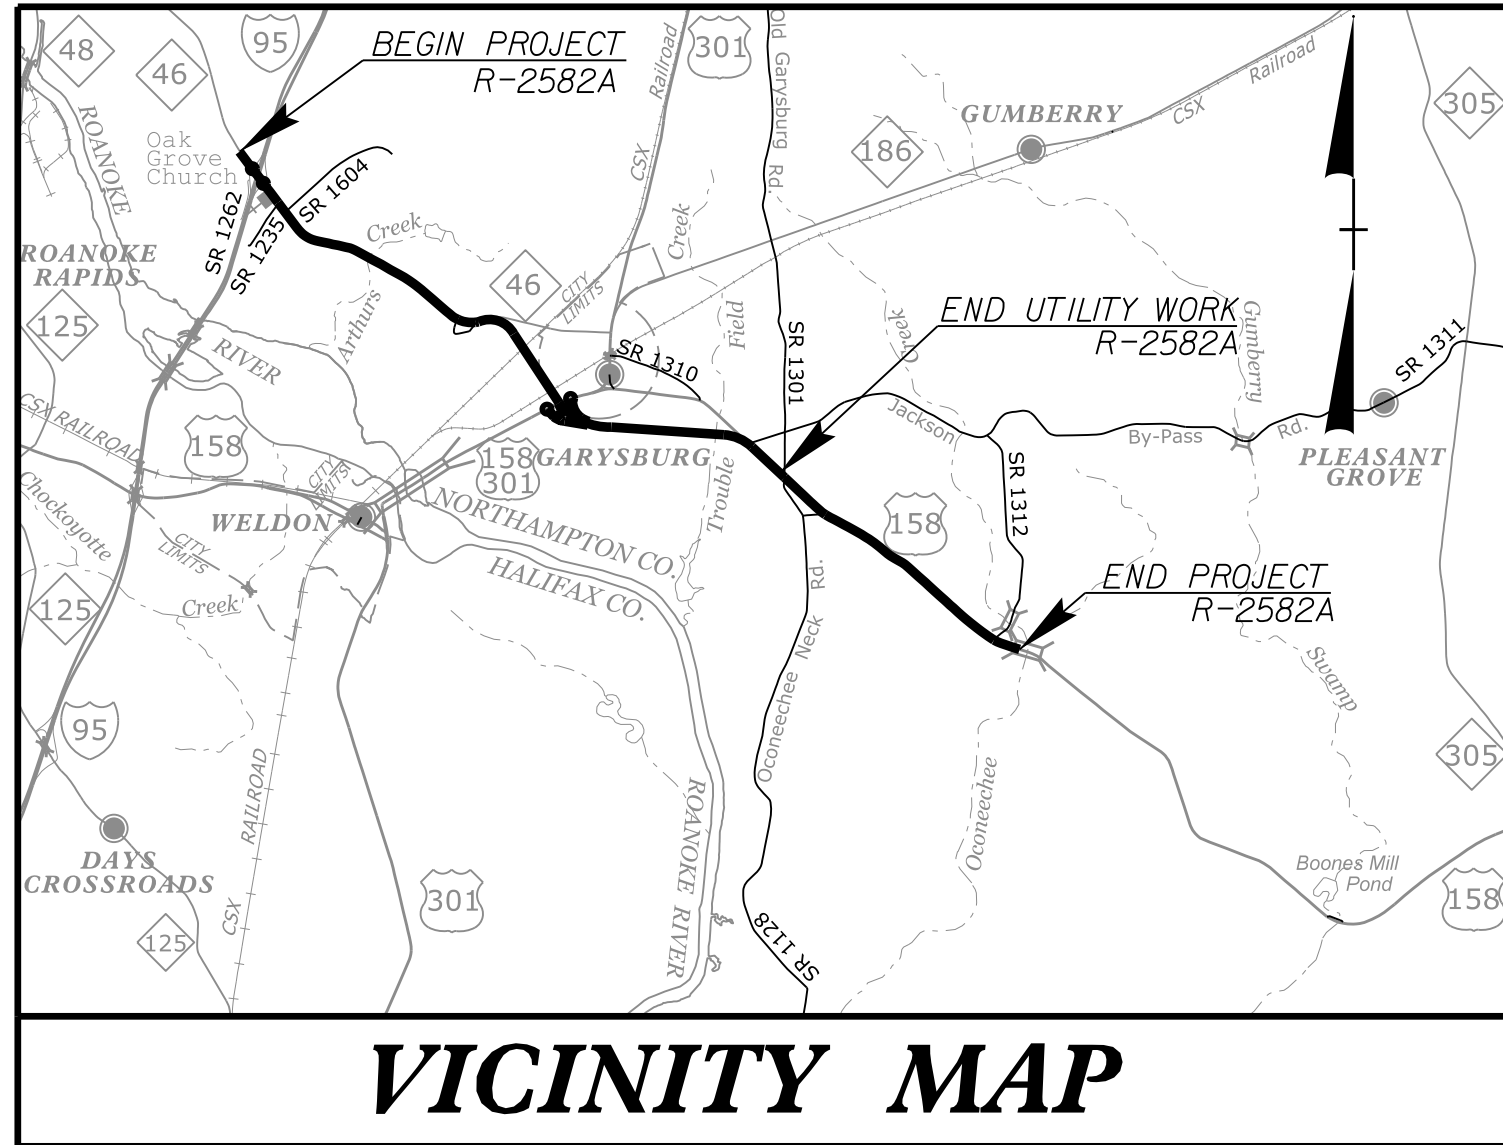 48
46
95
BEGIN PROJECT
R-2582A
Railroad
301
Old Garysburg Rd.
Railroad
CSX
305
GUMBERRY
186
ROANOKE
Oak
Grove
Church
SR 1604
CSX
SR 1262
SR 1235
Creek
Creek
ROANOKE
RAPIDS
46
CITY
LIMITS
125
Arthurs
RIVER
Field
SR 1310
SR 1301
END UTILITY WORK
R-2582A
Creek
Gumberry
SR 1311
CSX RAILROAD
158
CITY
LIMITS
158
301
GARYSBURG
Jackson
By-Pass
Rd.
PLEASANT
GROVE
Chockoyotte
WELDON
NORTHAMPTON CO.
HALIFAX CO.
Trouble
158
SR 1312
CITY
LIMITS
125
Creek
Oconeechee Neck Rd.
END PROJECT
R-2582A
Swamp
95
RAILROAD
CSX
305
Oconeechee
ROANOKE RIVER
DAYS
CROSSROADS
125
301
SR 1128
Boones Mill
Pond
158
VICINITY MAP